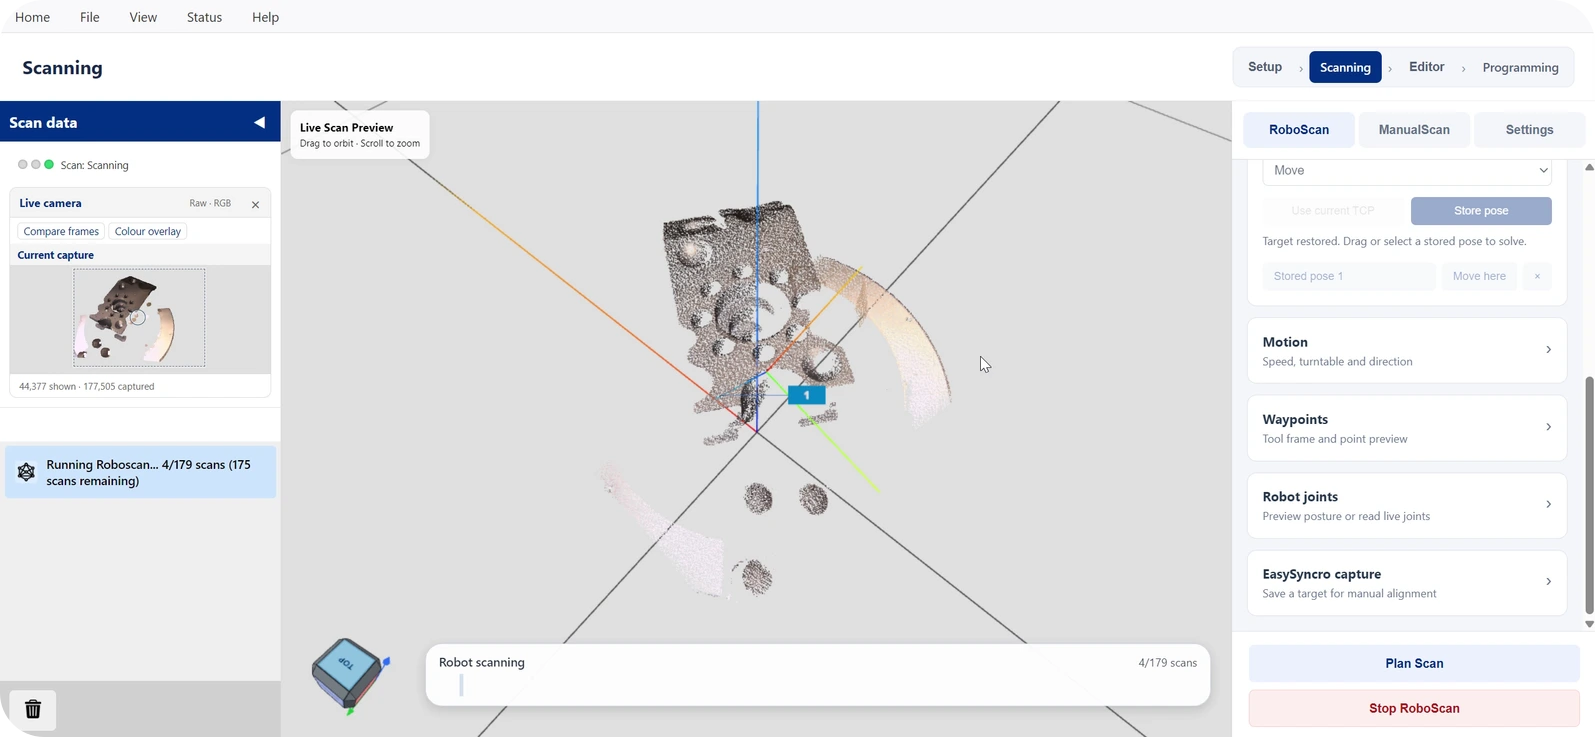 Home File View Status Help
Scanning
Setup › Scanning › Editor › Programming
Scan data
Scan: Scanning
Live camera Raw · RGB ×
Compare frames Colour overlay
Current capture
44,377 shown · 177,505 captured
Running Roboscan... 4/179 scans (175
scans remaining)
Live Scan Preview
Drag to orbit · Scroll to zoom
1
TOP
Robot scanning 4/179 scans
RoboScan ManualScan Settings
Move
Use current TCP Store pose
Target restored. Drag or select a stored pose to solve.
Stored pose 1 Move here ×
Motion
Speed, turntable and direction
Waypoints
Tool frame and point preview
Robot joints
Preview posture or read live joints
EasySyncro capture
Save a target for manual alignment
Plan Scan
Stop RoboScan